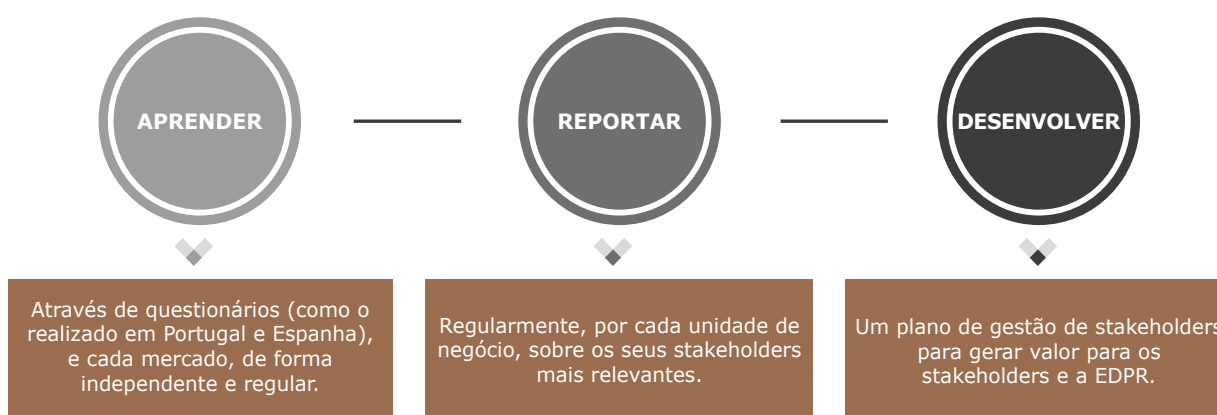 APRENDER
REPORTAR
DESENVOLVER
Através de questionários (como o
realizado em Portugal e Espanha),
e cada mercado, de forma
independente e regular.
Regularmente, por cada unidade de
negócio, sobre os seus stakeholders
mais relevantes.
Um plano de gestão de stakeholders
para gerar valor para os
stakeholders e a EDPR.